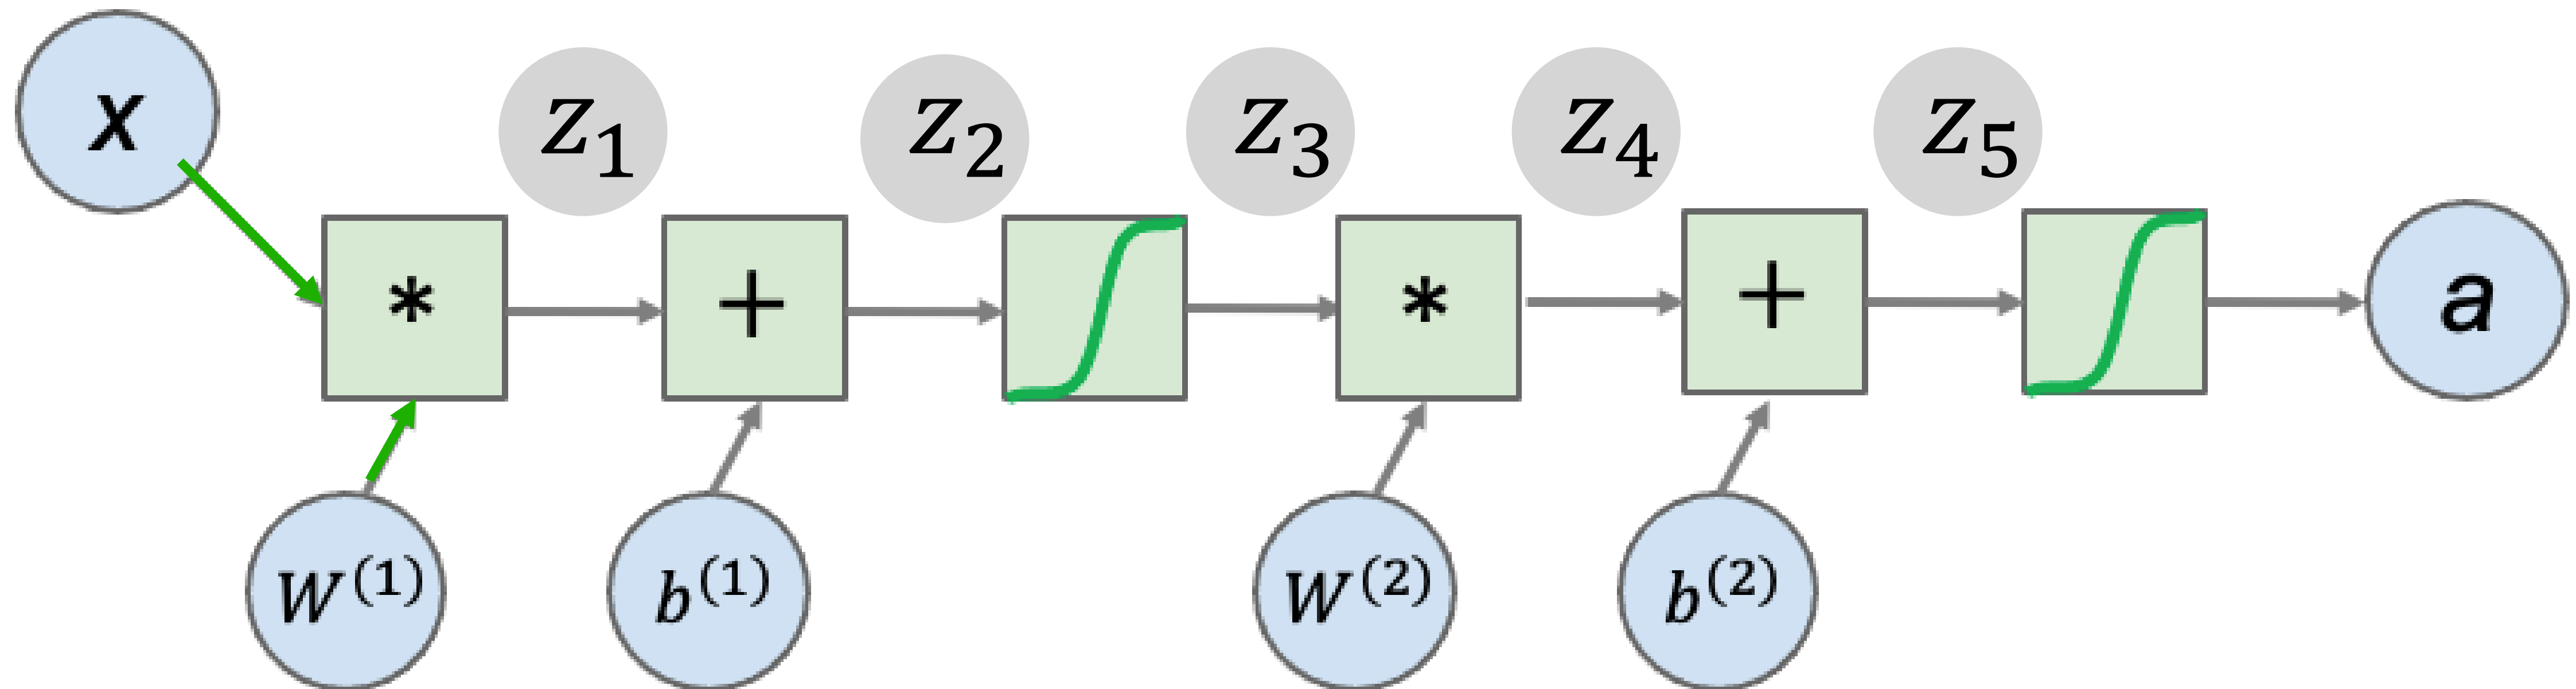 x
z₁
z₂
z₃
z₄
z₅
*
+
*
+
a
W⁽¹⁾
b⁽¹⁾
W⁽²⁾
b⁽²⁾